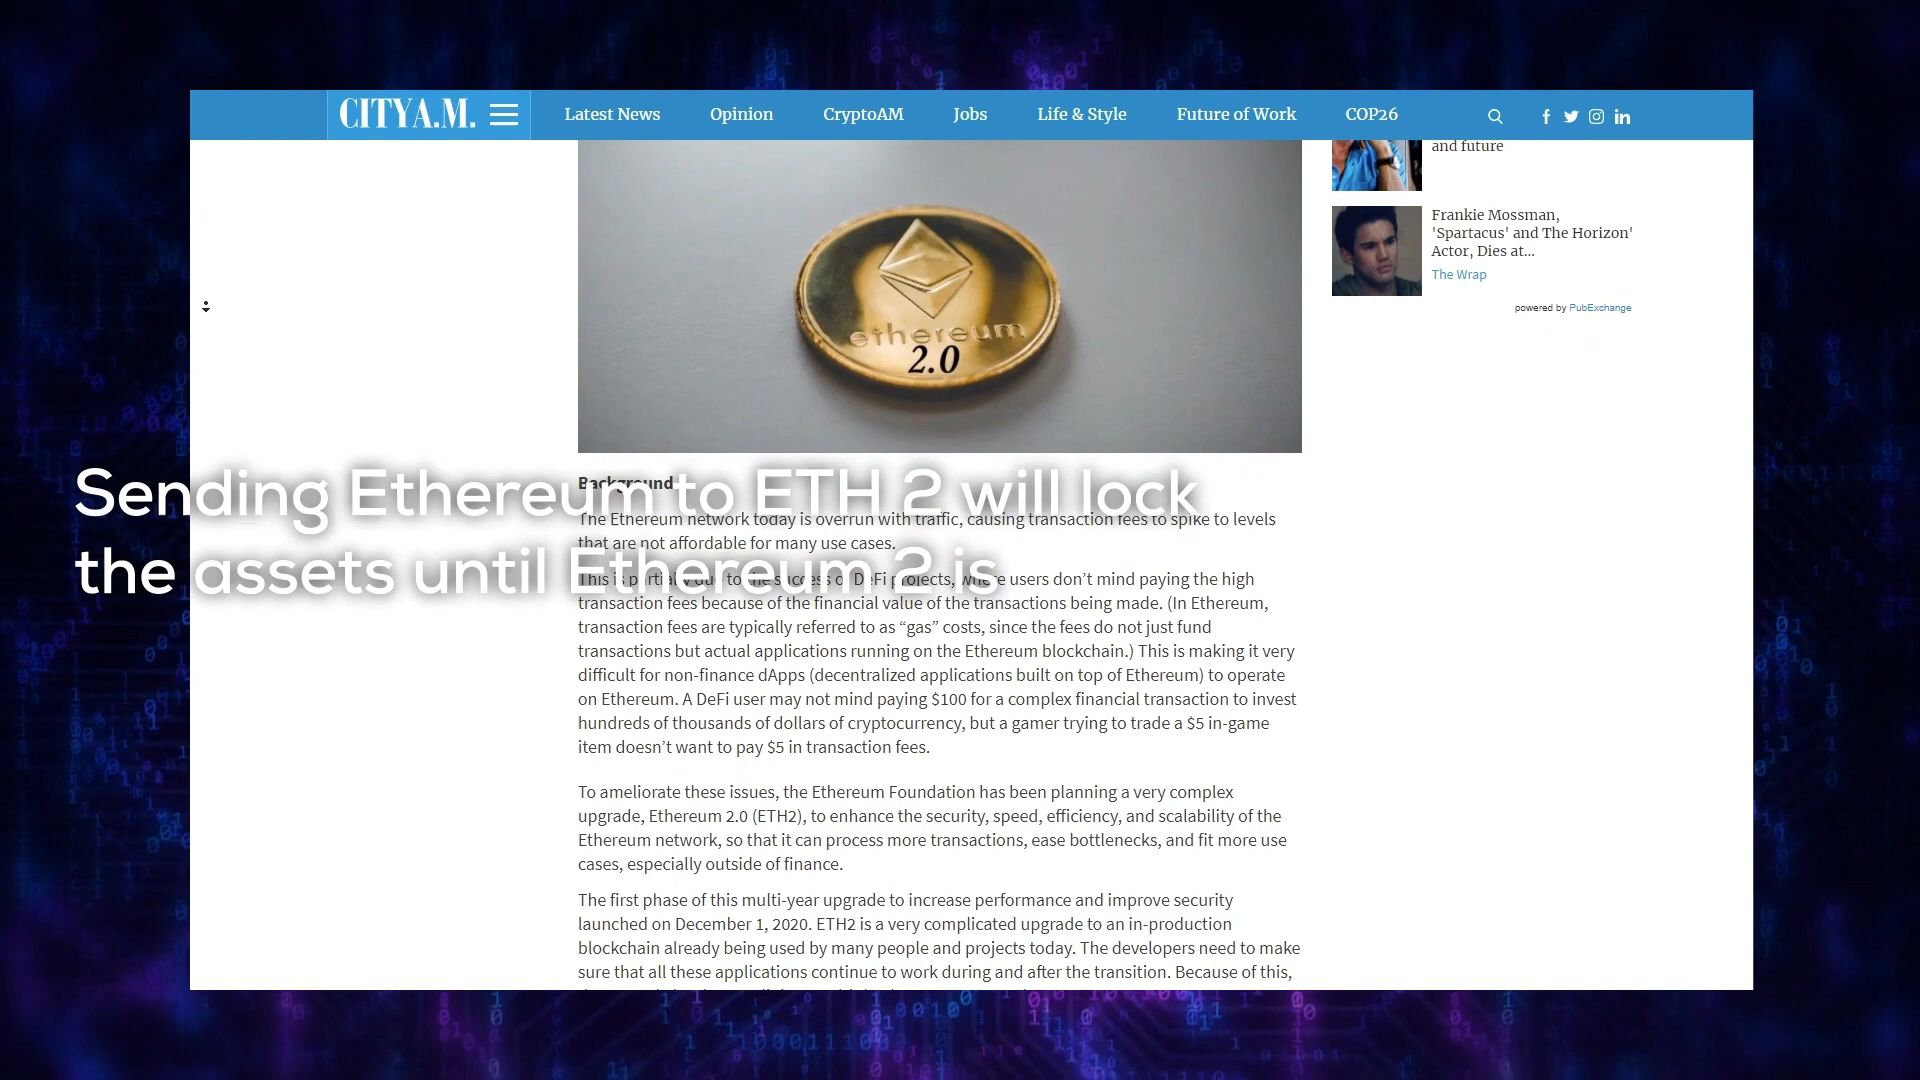 CITYA.M.
Latest News
Opinion
CryptoAM
Jobs
Life & Style
Future of Work
COP26
and future
Frankie Mossman,
'Spartacus' and The Horizon'
Actor, Dies at...
The Wrap
powered by PubExchange
ethereum
2.0
Sending Ethereum to ETH 2 will lock
the assets until Ethereum 2 is
Background
The Ethereum network today is overrun with traffic, causing transaction fees to spike to levels
that are not affordable for many use cases.
This is partially due to the success of DeFi projects, where users don’t mind paying the high
transaction fees because of the financial value of the transactions being made. (In Ethereum,
transaction fees are typically referred to as “gas” costs, since the fees do not just fund
transactions but actual applications running on the Ethereum blockchain.) This is making it very
difficult for non-finance dApps (decentralized applications built on top of Ethereum) to operate
on Ethereum. A DeFi user may not mind paying $100 for a complex financial transaction to invest
hundreds of thousands of dollars of cryptocurrency, but a gamer trying to trade a $5 in-game
item doesn’t want to pay $5 in transaction fees.
To ameliorate these issues, the Ethereum Foundation has been planning a very complex
upgrade, Ethereum 2.0 (ETH2), to enhance the security, speed, efficiency, and scalability of the
Ethereum network, so that it can process more transactions, ease bottlenecks, and fit more use
cases, especially outside of finance.
The first phase of this multi-year upgrade to increase performance and improve security
launched on December 1, 2020. ETH2 is a very complicated upgrade to an in-production
blockchain already being used by many people and projects today. The developers need to make
sure that all these applications continue to work during and after the transition. Because of this,